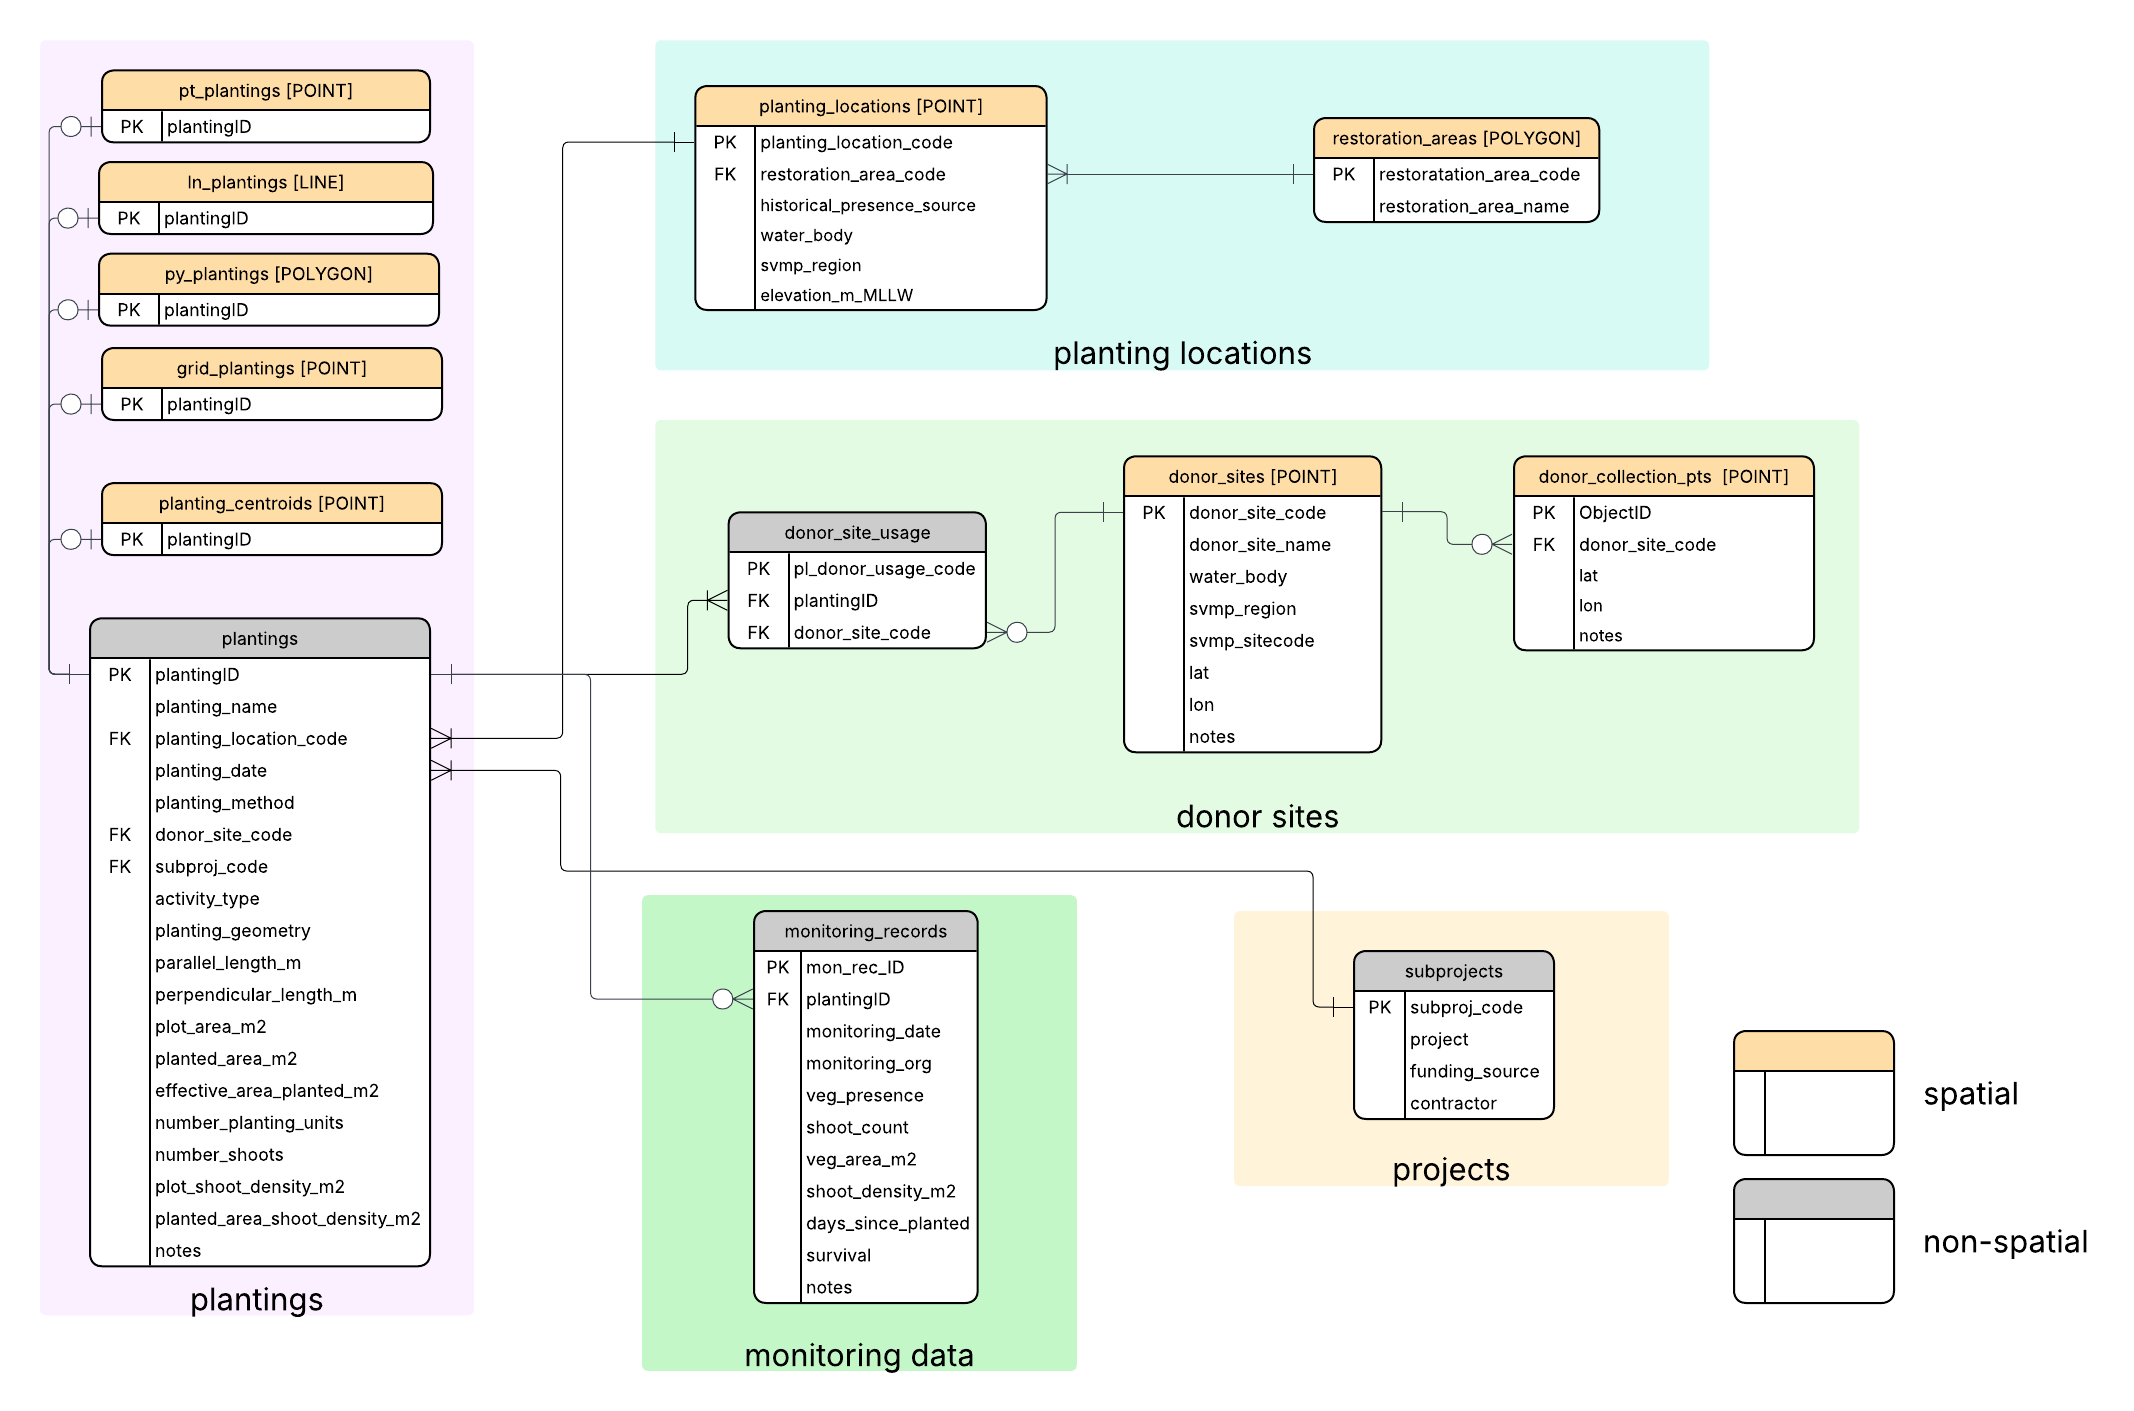 pt_plantings [POINT]
PK plantingID
ln_plantings [LINE]
PK plantingID
py_plantings [POLYGON]
PK plantingID
grid_plantings [POINT]
PK plantingID
planting_centroids [POINT]
PK plantingID
plantings
PK plantingID
planting_name
FK planting_location_code
planting_date
planting_method
FK donor_site_code
FK subproj_code
activity_type
planting_geometry
parallel_length_m
perpendicular_length_m
plot_area_m2
planted_area_m2
effective_area_planted_m2
number_planting_units
number_shoots
plot_shoot_density_m2
planted_area_shoot_density_m2
notes
plantings
planting_locations [POINT]
PK planting_location_code
FK restoration_area_code
historical_presence_source
water_body
svmp_region
elevation_m_MLLW
restoration_areas [POLYGON]
PK restoratation_area_code
restoration_area_name
planting locations
donor_site_usage
PK pl_donor_usage_code
FK plantingID
FK donor_site_code
donor_sites [POINT]
PK donor_site_code
donor_site_name
water_body
svmp_region
svmp_sitecode
lat
lon
notes
donor_collection_pts [POINT]
PK ObjectID
FK donor_site_code
lat
lon
notes
donor sites
monitoring_records
PK mon_rec_ID
FK plantingID
monitoring_date
monitoring_org
veg_presence
shoot_count
veg_area_m2
shoot_density_m2
days_since_planted
survival
notes
monitoring data
subprojects
PK subproj_code
project
funding_source
contractor
projects
spatial
non-spatial